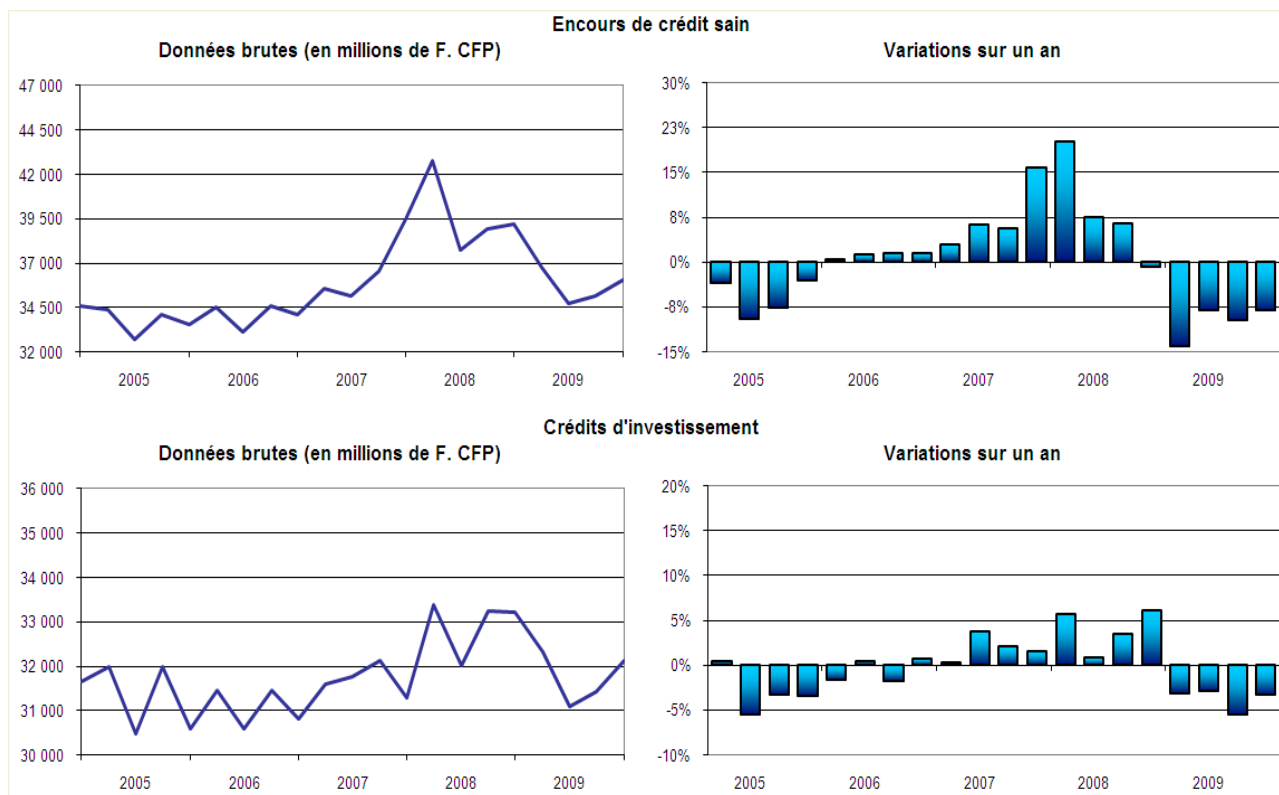 Encours de crédit sain
Données brutes (en millions de F. CFP)
47 000
44 500
42 000
39 500
37 000
34 500
32 000
2005 2006 2007 2008 2009
Variations sur un an
30%
23%
15%
8%
0%
-8%
-15%
2005 2006 2007 2008 2009
Crédits d'investissement
Données brutes (en millions de F. CFP)
36 000
35 000
34 000
33 000
32 000
31 000
30 000
2005 2006 2007 2008 2009
Variations sur un an
20%
15%
10%
5%
0%
-5%
-10%
2005 2006 2007 2008 2009